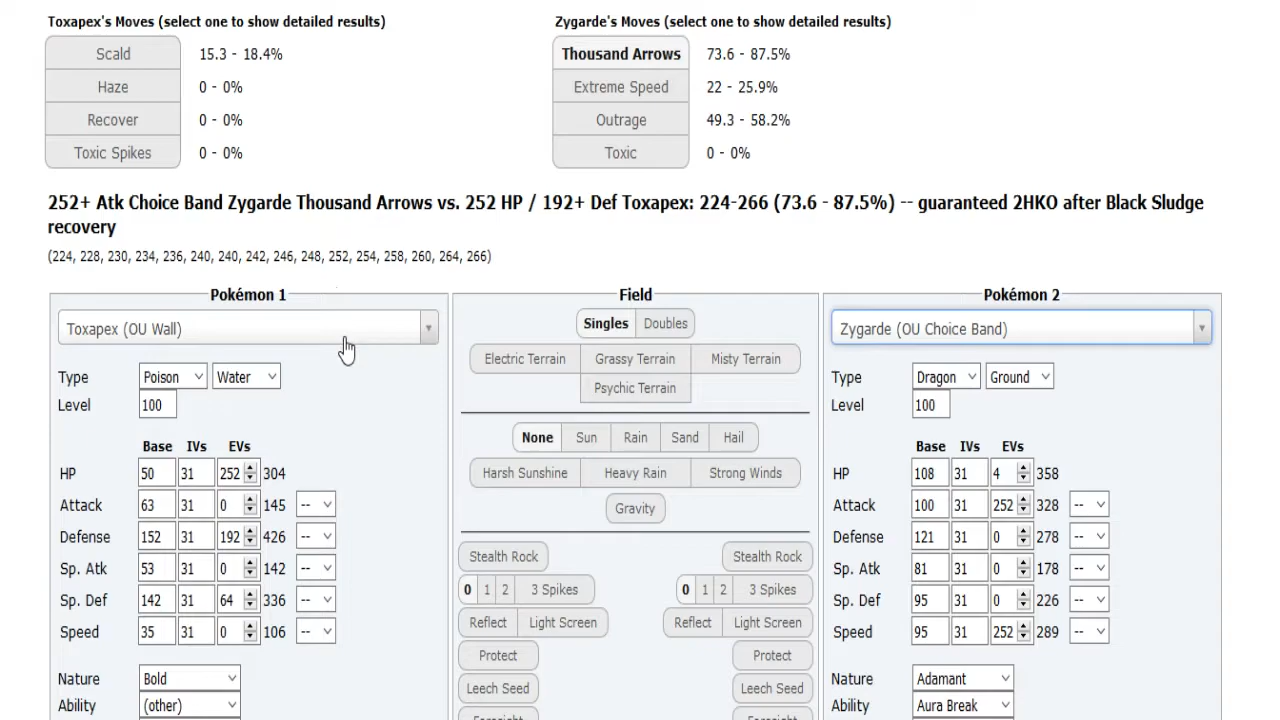 Toxapex's Moves (select one to show detailed results) Zygarde's Moves (select one to show detailed results)
Scald 15.3 - 18.4% Thousand Arrows 73.6 - 87.5%
Haze 0 - 0% Extreme Speed 22 - 25.9%
Recover 0 - 0% Outrage 49.3 - 58.2%
Toxic Spikes 0 - 0% Toxic 0 - 0%
252+ Atk Choice Band Zygarde Thousand Arrows vs. 252 HP / 192+ Def Toxapex: 224-266 (73.6 - 87.5%) -- guaranteed 2HKO after Black Sludge
recovery
(224, 228, 230, 234, 236, 240, 240, 242, 246, 248, 252, 254, 258, 260, 264, 266)
Pokémon 1 Field Pokémon 2
Toxapex (OU Wall) Singles Doubles Zygarde (OU Choice Band)
Electric Terrain Grassy Terrain Misty Terrain
Type Poison Water Psychic Terrain Type Dragon Ground
Level 100 Level 100
None Sun Rain Sand Hail
Base IVs EVs Base IVs EVs
HP 50 31 252 304 Harsh Sunshine Heavy Rain Strong Winds HP 108 31 4 358
Attack 63 31 0 145 -- Gravity Attack 100 31 252 328 --
Defense 152 31 192 426 -- Defense 121 31 0 278 --
Stealth Rock Stealth Rock
Sp. Atk 53 31 0 142 -- Sp. Atk 81 31 0 178 --
0 1 2 3 Spikes 0 1 2 3 Spikes
Sp. Def 142 31 64 336 -- Sp. Def 95 31 0 226 --
Speed 35 31 0 106 -- Reflect Light Screen Reflect Light Screen Speed 95 31 252 289 --
Protect Protect
Nature Bold Nature Adamant
Leech Seed Leech Seed
Ability (other) Ability Aura Break